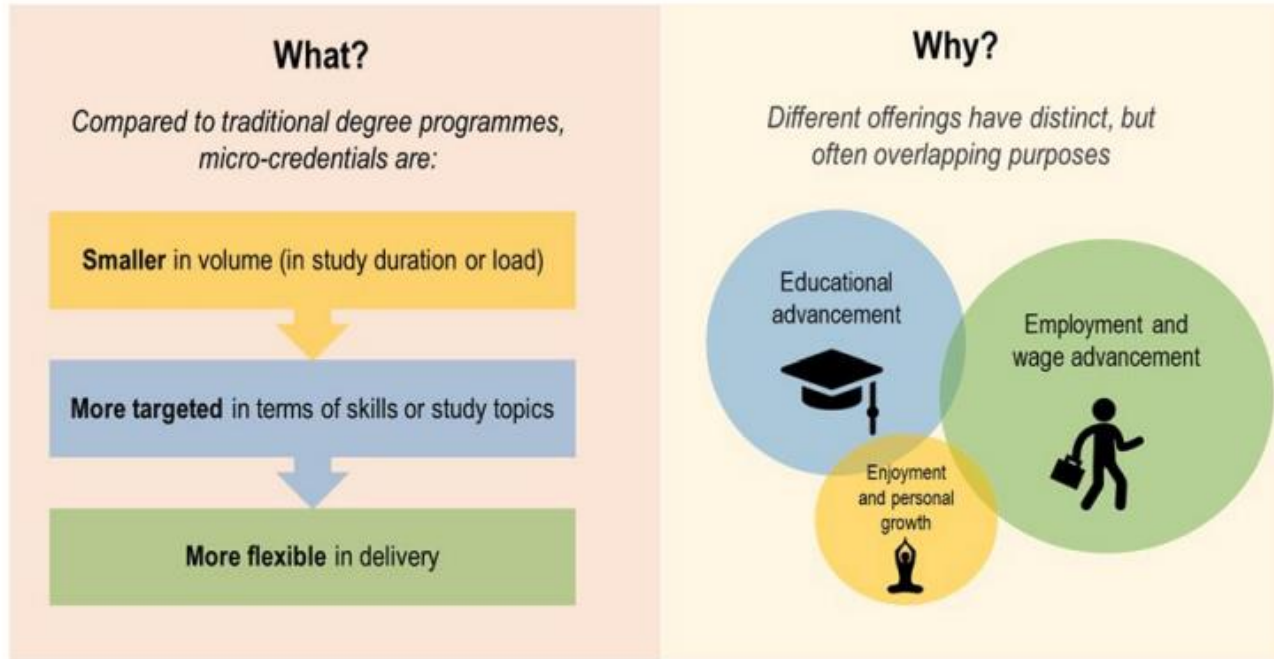 What?
Compared to traditional degree programmes,
micro-credentials are:
Smaller in volume (in study duration or load)
More targeted in terms of skills or study topics
More flexible in delivery
Why?
Different offerings have distinct, but
often overlapping purposes
Educational
advancement
Employment and
wage advancement
Enjoyment
and personal
growth